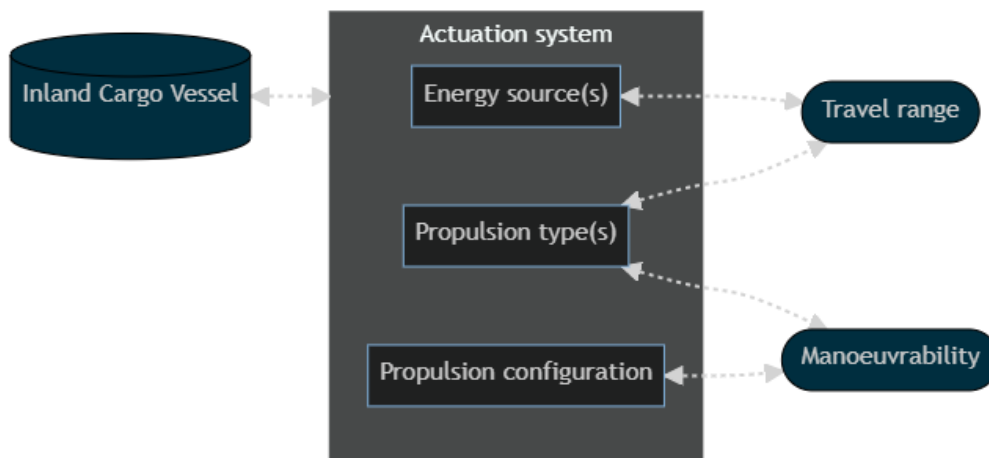 Actuation system
Inland Cargo Vessel
Energy source(s)
Travel range
Propulsion type(s)
Manoeuvrability
Propulsion configuration